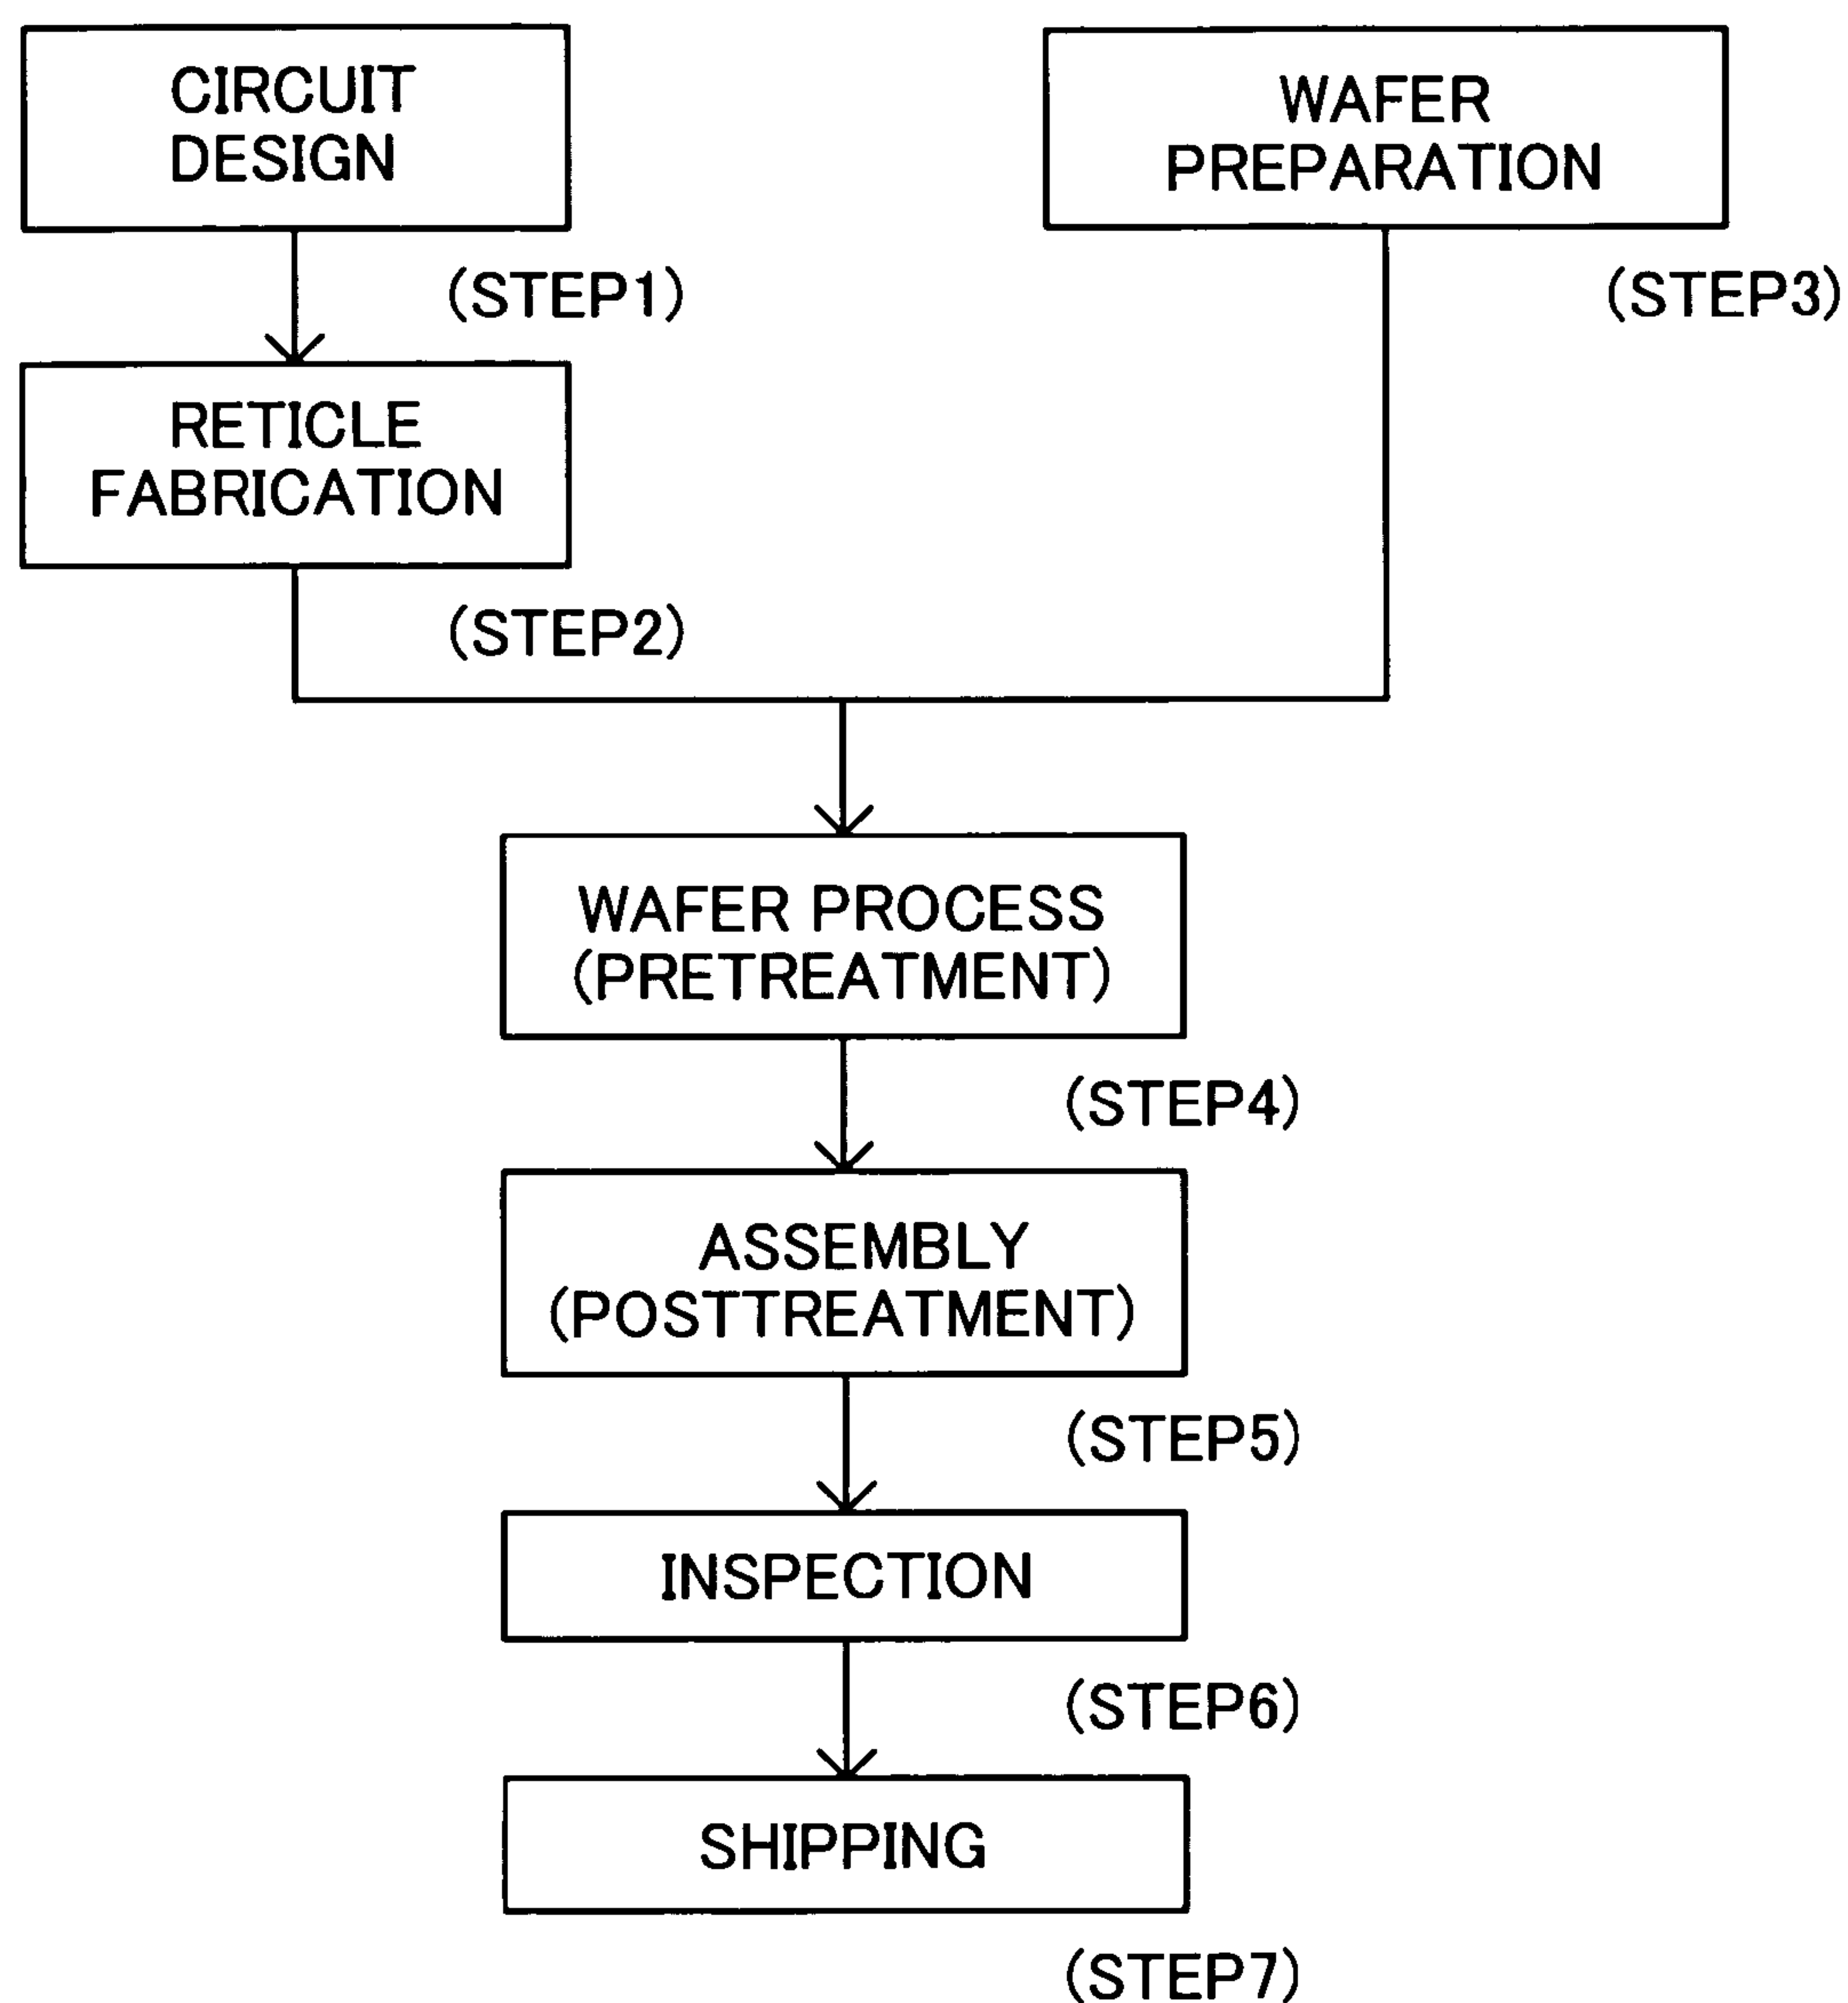 CIRCUIT
DESIGN
(STEP1)
RETICLE
FABRICATION
(STEP2)
WAFER
PREPARATION
(STEP3)
WAFER PROCESS
(PRETREATMENT)
(STEP4)
ASSEMBLY
(POSTTREATMENT)
(STEP5)
INSPECTION
(STEP6)
SHIPPING
(STEP7)